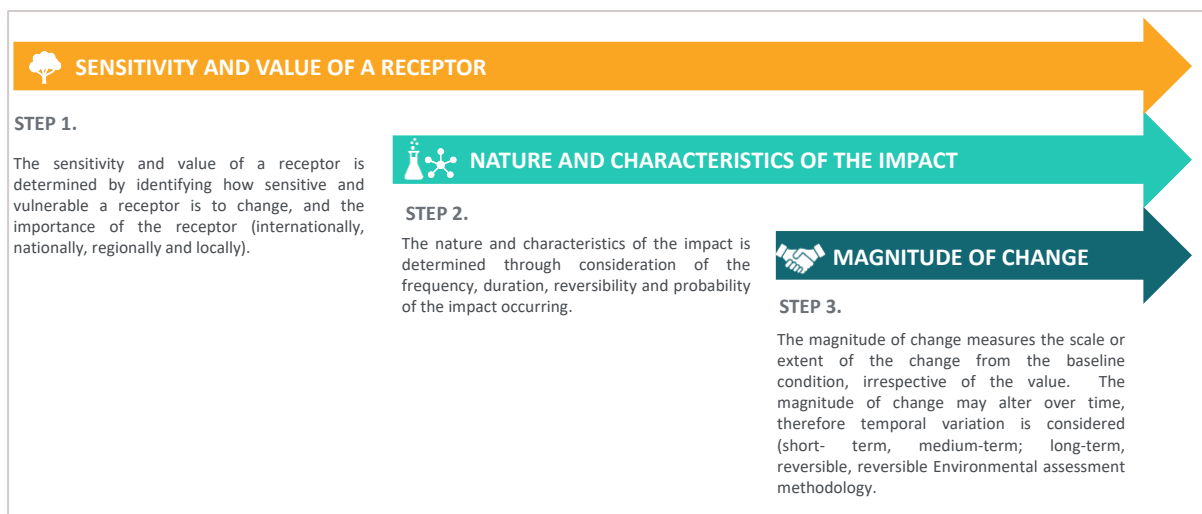 SENSITIVITY AND VALUE OF A RECEPTOR
STEP 1.
The sensitivity and value of a receptor is
determined by identifying how sensitive and
vulnerable a receptor is to change, and the
importance of the receptor (internationally,
nationally, regionally and locally).
NATURE AND CHARACTERISTICS OF THE IMPACT
STEP 2.
The nature and characteristics of the impact is
determined through consideration of the
frequency, duration, reversibility and probability
of the impact occurring.
MAGNITUDE OF CHANGE
STEP 3.
The magnitude of change measures the scale or
extent of the change from the baseline
condition, irrespective of the value. The
magnitude of change may alter over time,
therefore temporal variation is considered
(short- term, medium-term; long-term,
reversible, reversible Environmental assessment
methodology.